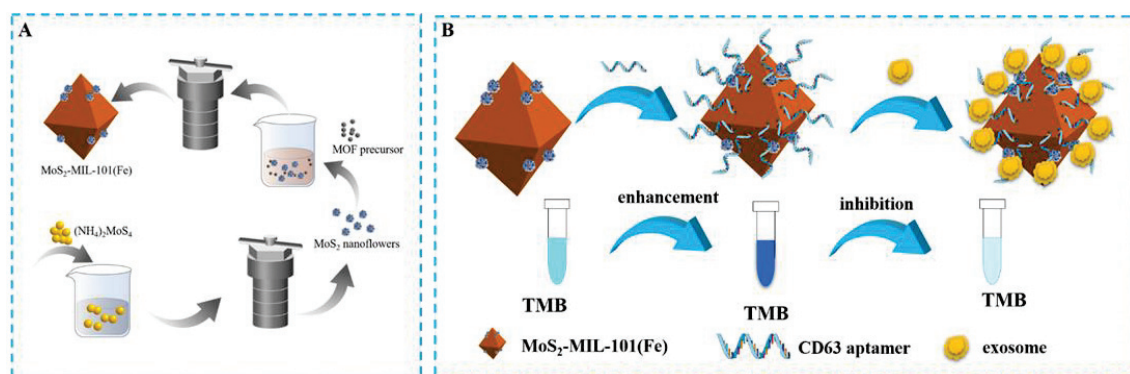 A
MOF precursor
MoS₂-MIL-101(Fe)
(NH₄)₂MoS₄
MoS₂ nanoflowers
B
enhancement
inhibition
TMB
TMB
TMB
MoS₂-MIL-101(Fe)
CD63 aptamer
exosome